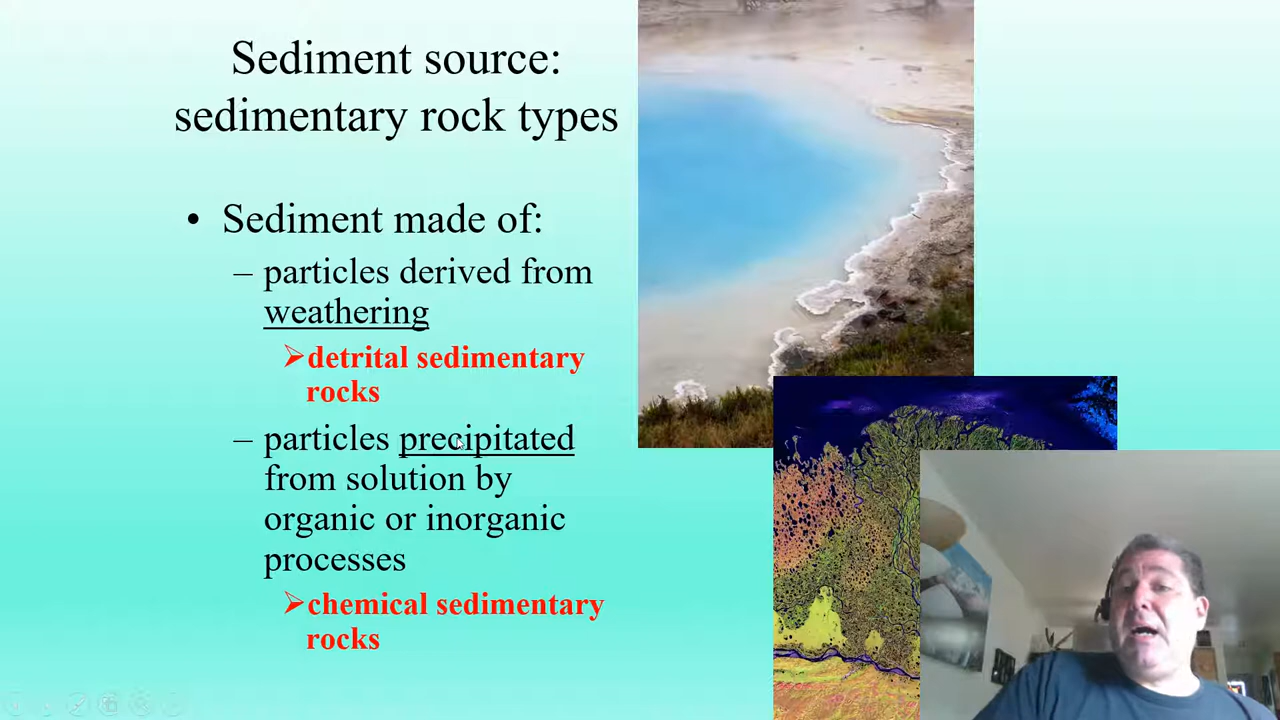 Sediment source:
sedimentary rock types
• Sediment made of:
– particles derived from
weathering
➢detrital sedimentary
rocks
– particles precipitated
from solution by
organic or inorganic
processes
➢chemical sedimentary
rocks